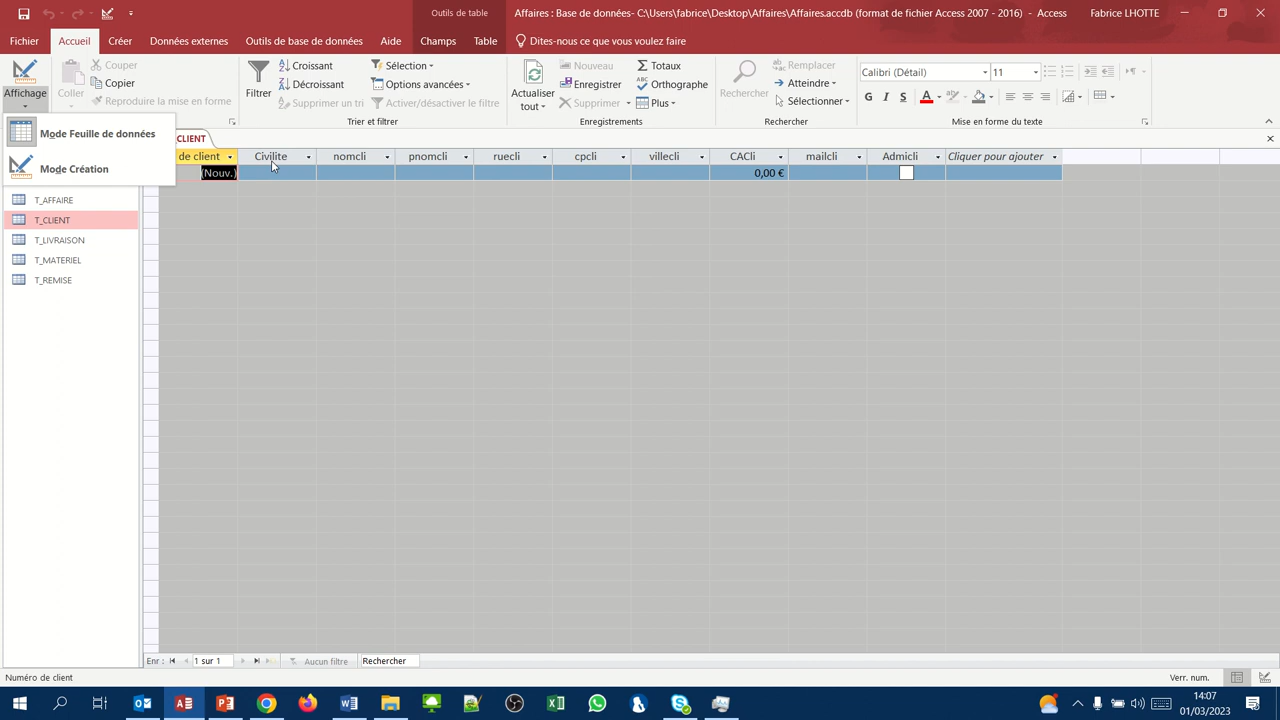 Outils de table
Affaires : Base de données- C:\Users\fabrice\Desktop\Affaires\Affaires.accdb (format de fichier Access 2007 - 2016) - Access
Fabrice LHOTTE
Fichier
Accueil
Créer
Données externes
Outils de base de données
Aide
Champs
Table
Dites-nous ce que vous voulez faire
Affichage
Coller
Couper
Copier
Reproduire la mise en forme
Filtrer
Croissant
Décroissant
Supprimer un tri
Sélection
Options avancées
Activer/désactiver le filtre
Trier et filtrer
Actualiser
tout
Nouveau
Enregistrer
Supprimer
Totaux
Orthographe
Plus
Enregistrements
Rechercher
Remplacer
Atteindre
Sélectionner
Rechercher
Calibri (Détail)
11
G I S
A
Mise en forme du texte
Mode Feuille de données
Mode Création
T_AFFAIRE
T_CLIENT
T_LIVRAISON
T_MATERIEL
T_REMISE
CLIENT
de client
Civilite
nomcli
pnomcli
ruecli
cpcli
villecli
CACli
mailcli
Admicli
Cliquer pour ajouter
(Nouv.)
0,00 €
Enr :
1 sur 1
Aucun filtre
Rechercher
Numéro de client
Verr. num.
14:07
01/03/2023